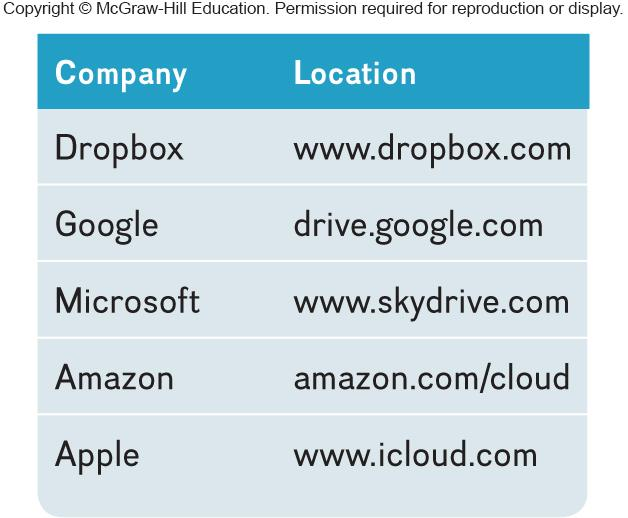 Copyright © McGraw-Hill Education. Permission required for reproduction or display.
Company Location
Dropbox www.dropbox.com
Google drive.google.com
Microsoft www.skydrive.com
Amazon amazon.com/cloud
Apple www.icloud.com